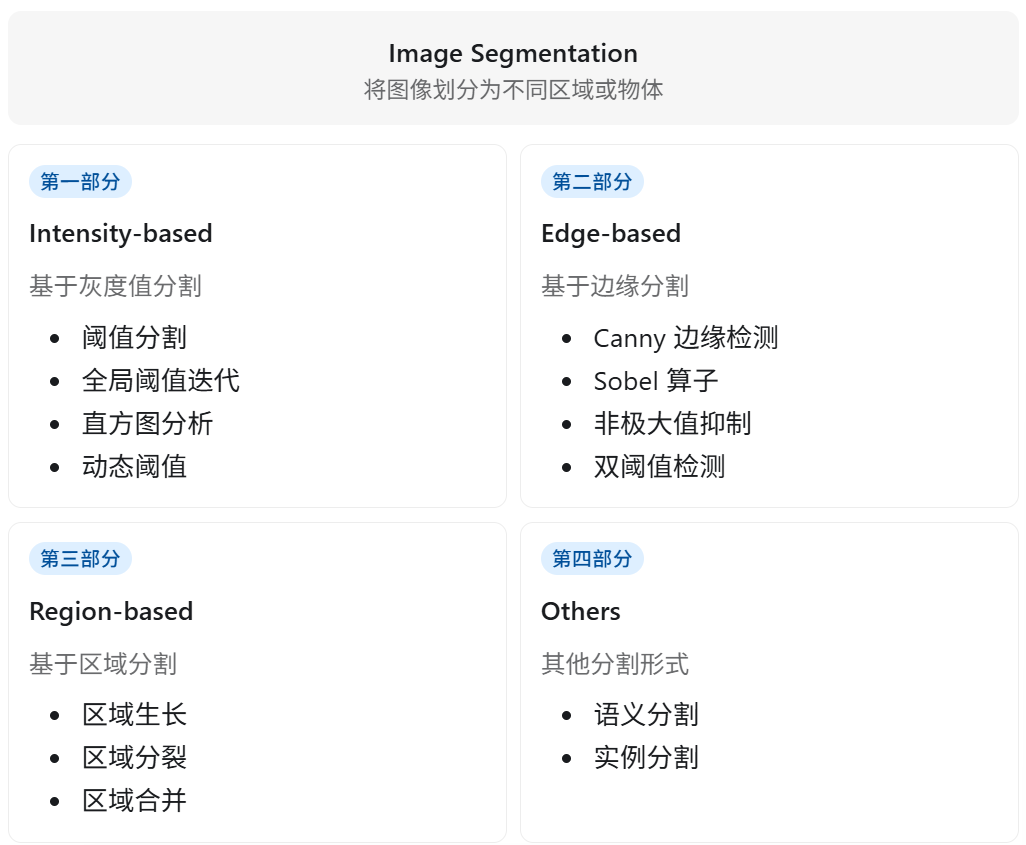 Image Segmentation
将图像划分为不同区域或物体
第一部分
Intensity-based
基于灰度值分割
阈值分割
全局阈值迭代
直方图分析
动态阈值
第二部分
Edge-based
基于边缘分割
Canny 边缘检测
Sobel 算子
非极大值抑制
双阈值检测
第三部分
Region-based
基于区域分割
区域生长
区域分裂
区域合并
第四部分
Others
其他分割形式
语义分割
实例分割